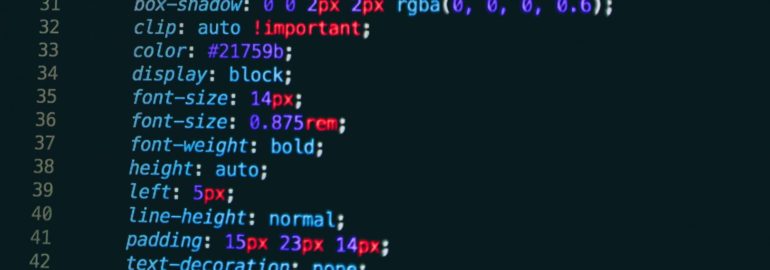 31 box-shadow: 0 0 2px 2px rgba(0, 0, 0, 0.6);
32 clip: auto !important;
33 color: #21759b;
34 display: block;
35 font-size: 14px;
36 font-size: 0.875rem;
37 font-weight: bold;
38 height: auto;
39 left: 5px;
40 line-height: normal;
41 padding: 15px 23px 14px;
42 text-decoration: none;